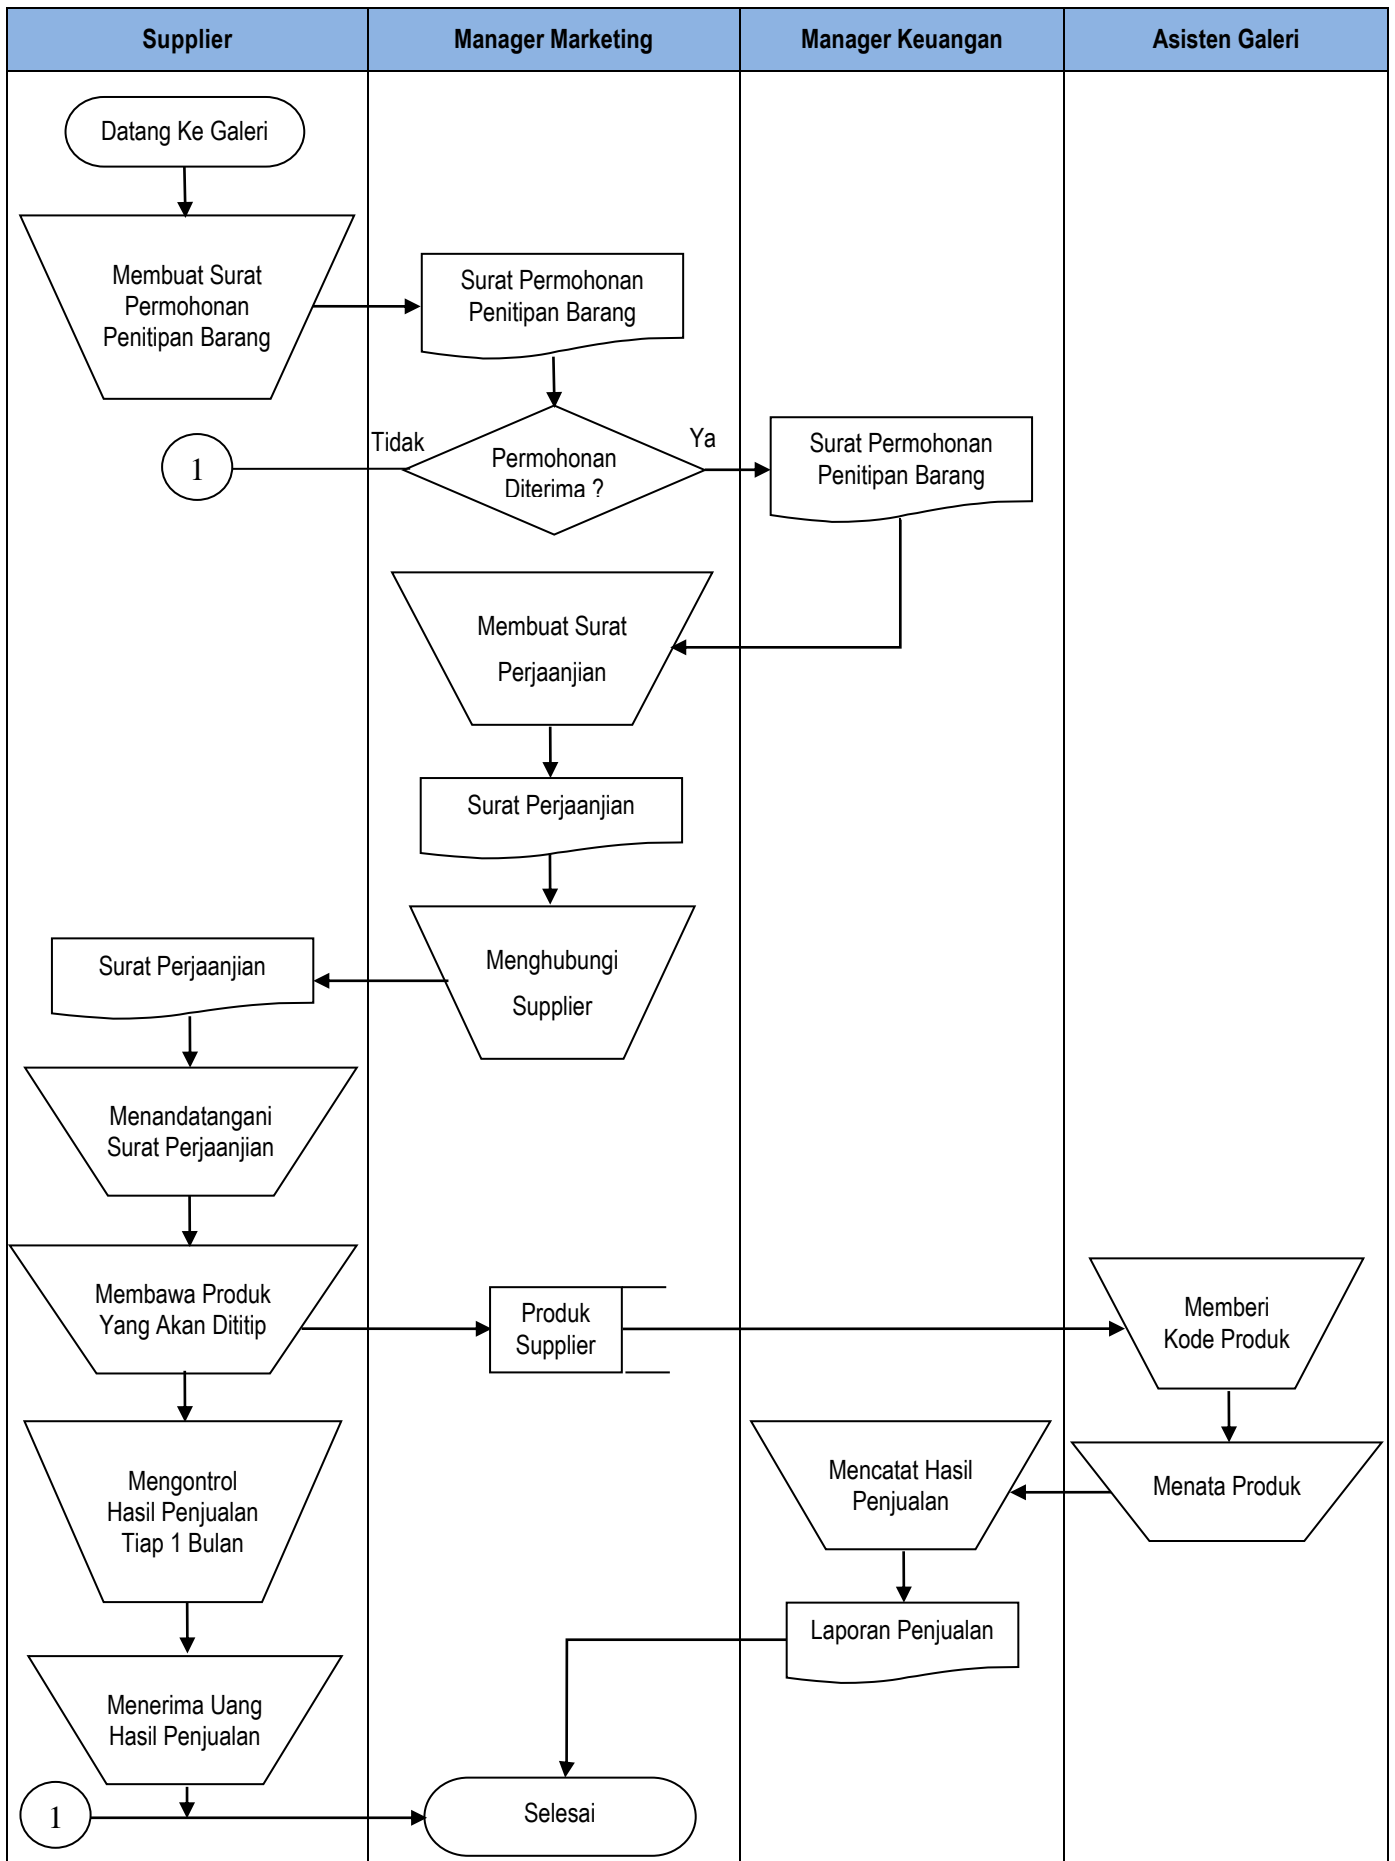 Supplier
Manager Marketing
Manager Keuangan
Asisten Galeri
Datang Ke Galeri
Membuat Surat
Permohonan
Penitipan Barang
Surat Permohonan
Penitipan Barang
Tidak
Ya
1
Permohonan
Diterima ?
Surat Permohonan
Penitipan Barang
Membuat Surat
Perjaanjian
Surat Perjaanjian
Menghubungi
Supplier
Surat Perjaanjian
Menandatangani
Surat Perjaanjian
Membawa Produk
Yang Akan Dititip
Produk
Supplier
Memberi
Kode Produk
Mengontrol
Hasil Penjualan
Tiap 1 Bulan
Mencatat Hasil
Penjualan
Menata Produk
Laporan Penjualan
Menerima Uang
Hasil Penjualan
1
Selesai